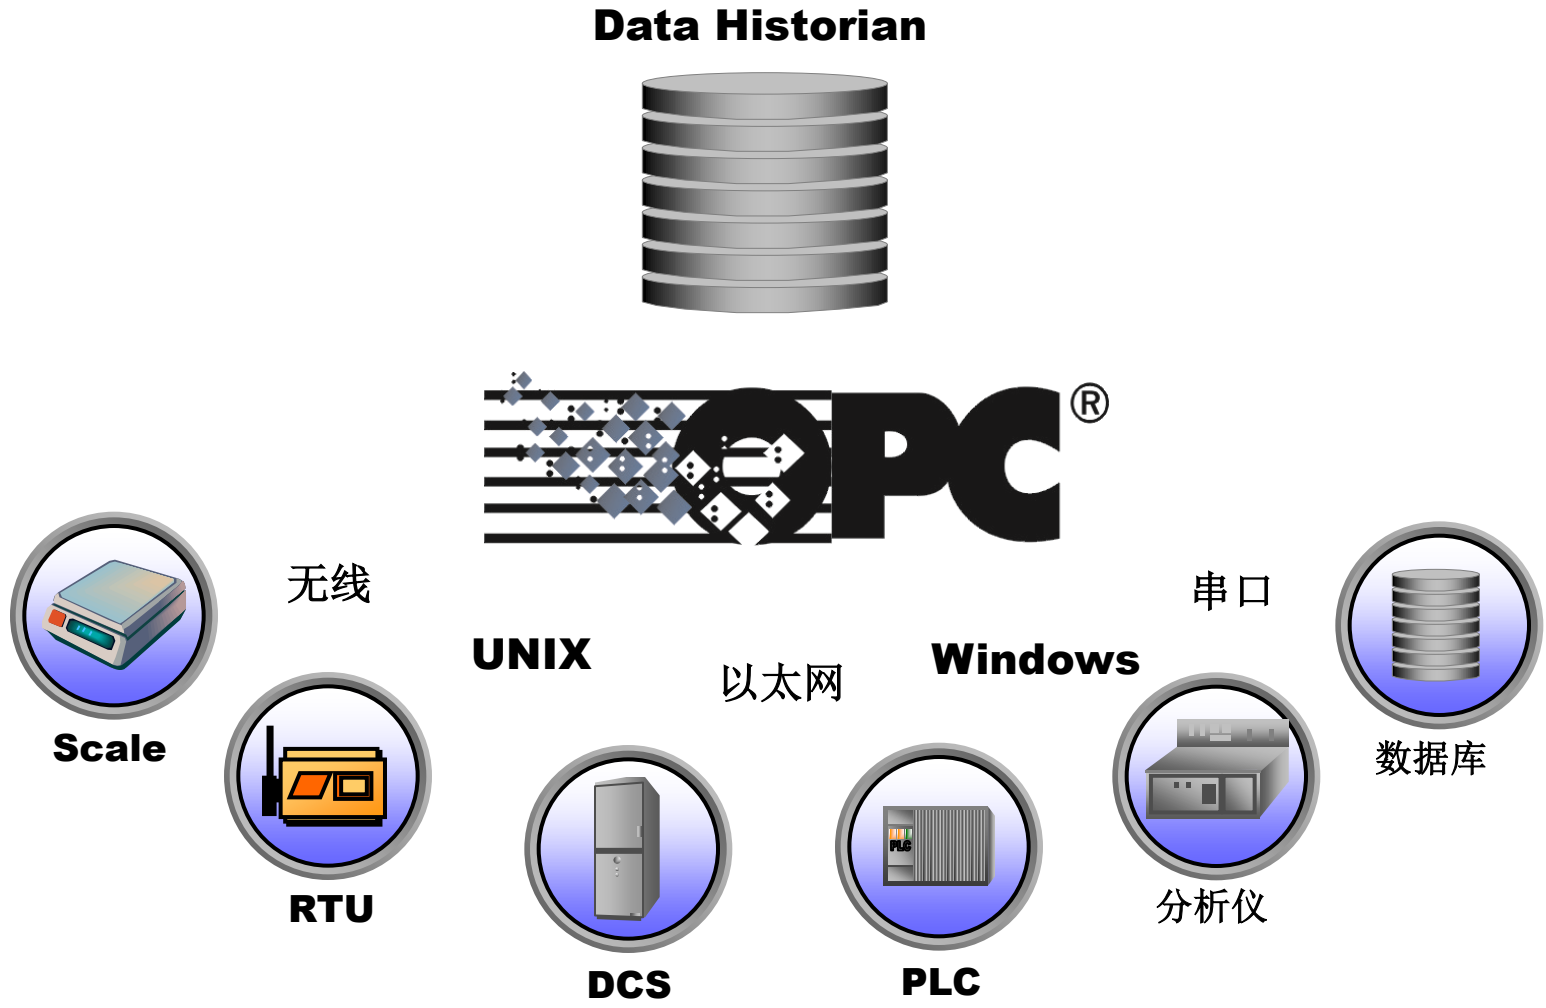 Data Historian
OPC®
无线
串口
UNIX
以太网
Windows
Scale
数据库
RTU
PLC
分析仪
DCS
PLC